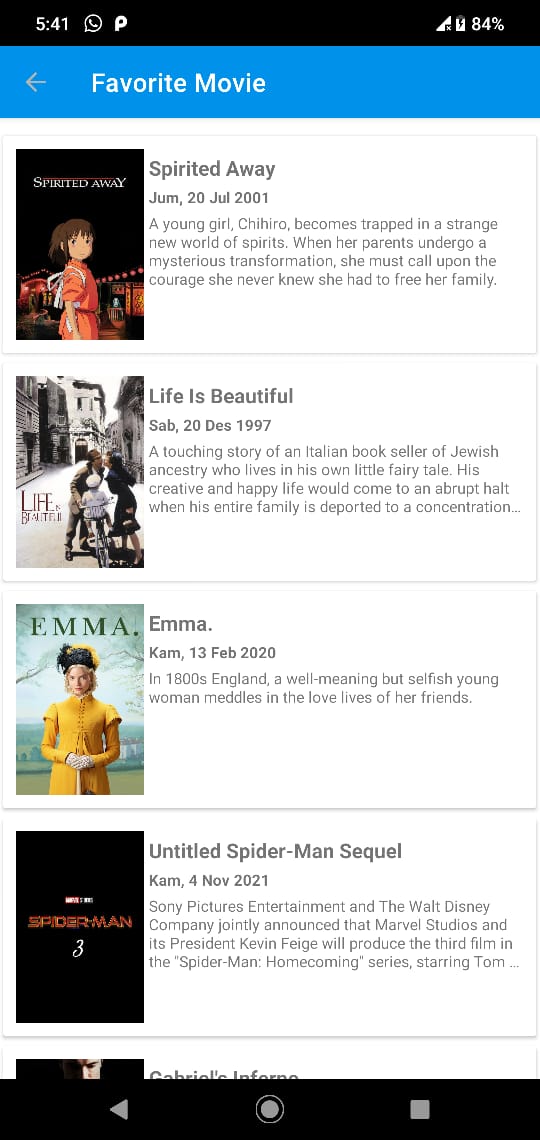 5:41
84%
Favorite Movie
SPIRITED AWAY
Spirited Away
Jum, 20 Jul 2001
A young girl, Chihiro, becomes trapped in a strange
new world of spirits. When her parents undergo a
mysterious transformation, she must call upon the
courage she never knew she had to free her family.
LIFE IS
BEAUTIFUL
Life Is Beautiful
Sab, 20 Des 1997
A touching story of an Italian book seller of Jewish
ancestry who lives in his own little fairy tale. His
creative and happy life would come to an abrupt halt
when his entire family is deported to a concentration…
EMMA.
Emma.
Kam, 13 Feb 2020
In 1800s England, a well-meaning but selfish young
woman meddles in the love lives of her friends.
MARVEL STUDIOS
SPIDER-MAN
3
Untitled Spider-Man Sequel
Kam, 4 Nov 2021
Sony Pictures Entertainment and The Walt Disney
Company jointly announced that Marvel Studios and
its President Kevin Feige will produce the third film in
the "Spider-Man: Homecoming" series, starring Tom …
Gabriel's Inferno